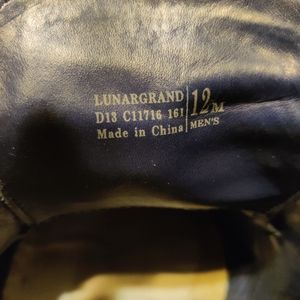 LUNARGRAND
D13 C11716 161
Made in China
12M
MEN'S